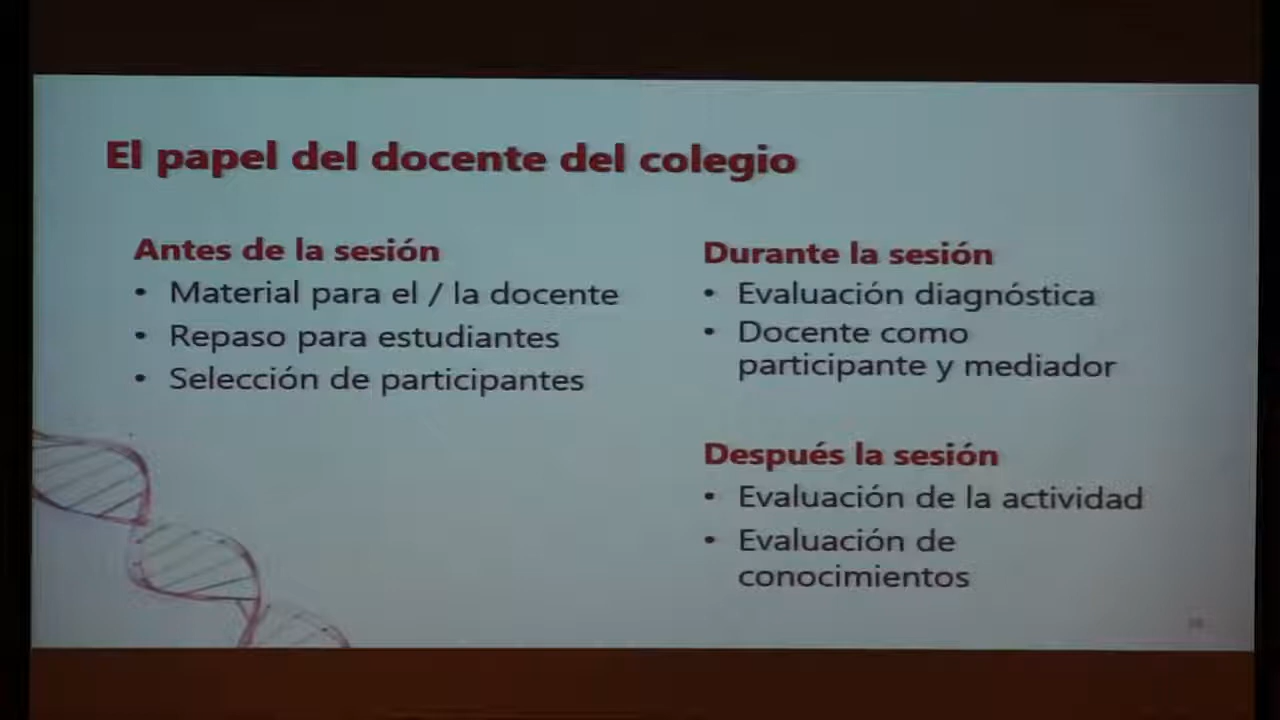 El papel del docente del colegio
Antes de la sesión
• Material para el / la docente
• Repaso para estudiantes
• Selección de participantes
Durante la sesión
• Evaluación diagnóstica
• Docente como
participante y mediador
Después la sesión
• Evaluación de la actividad
• Evaluación de
conocimientos